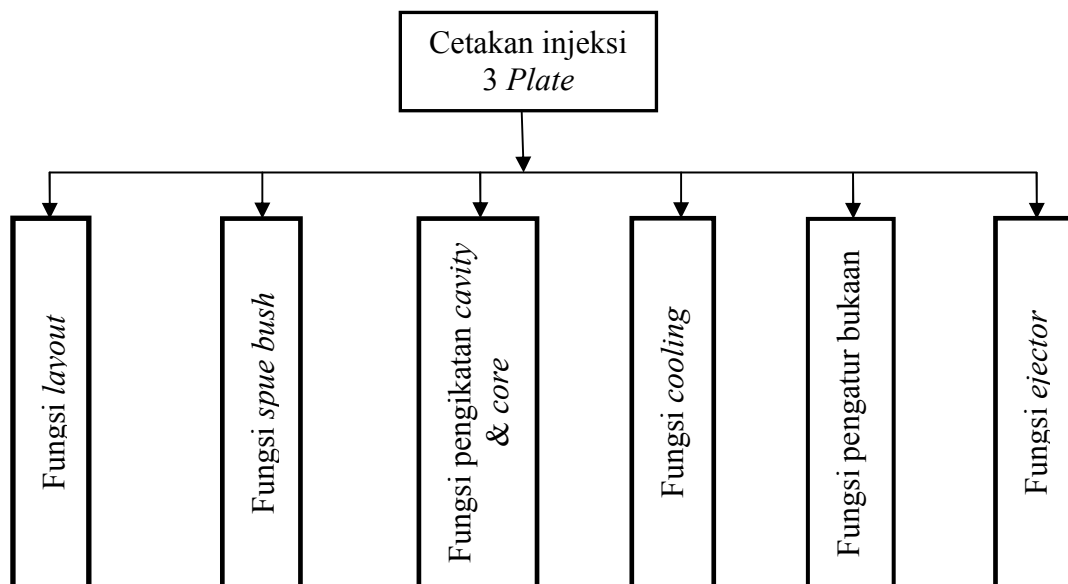 Cetakan injeksi
3 Plate
Fungsi layout
Fungsi spue bush
Fungsi pengikatan cavity
& core
Fungsi cooling
Fungsi pengatur bukaan
Fungsi ejector